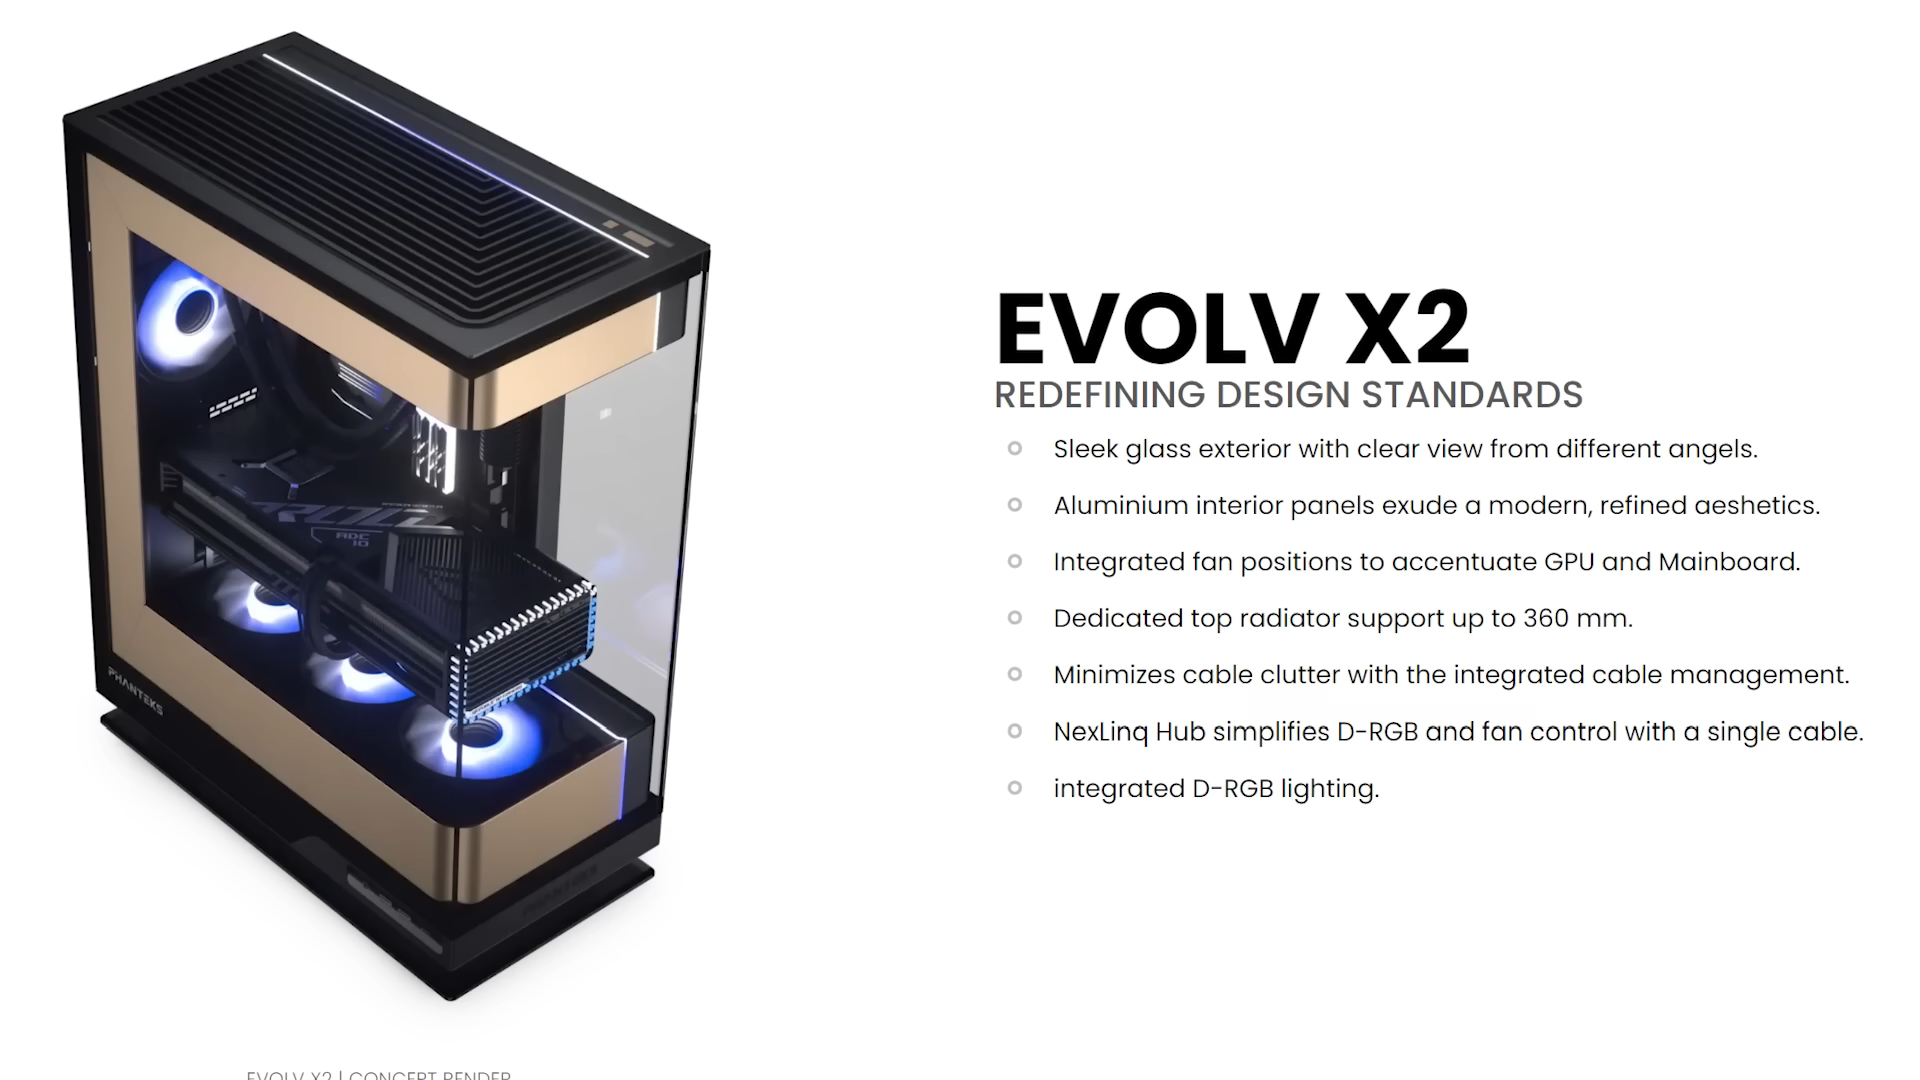 EVOLV X2
REDEFINING DESIGN STANDARDS
Sleek glass exterior with clear view from different angels.
Aluminium interior panels exude a modern, refined aeshetics.
Integrated fan positions to accentuate GPU and Mainboard.
Dedicated top radiator support up to 360 mm.
Minimizes cable clutter with the integrated cable management.
NexLinq Hub simplifies D-RGB and fan control with a single cable.
integrated D-RGB lighting.
PHANTEKS
EVOLV X2 | CONCEPT RENDER